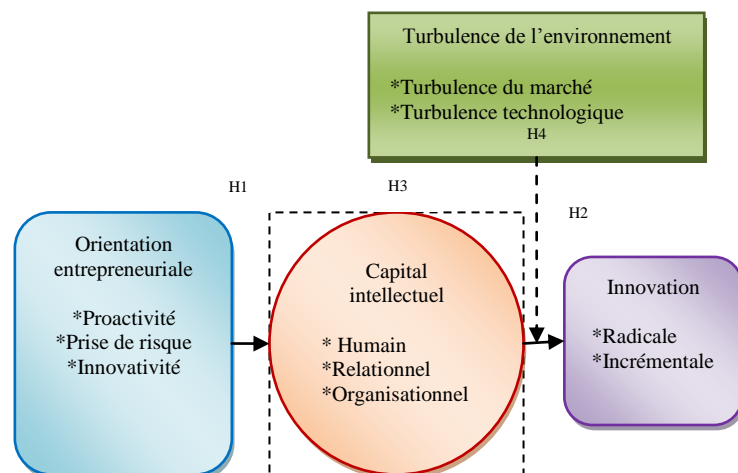 Turbulence de l’environnement
*Turbulence du marché
*Turbulence technologique
H4
H1
H3
H2
Orientation
entrepreneuriale
*Proactivité
*Prise de risque
*Innovativité
Capital
intellectuel
* Humain
*Relationnel
*Organisationnel
Innovation
*Radicale
*Incrémentale